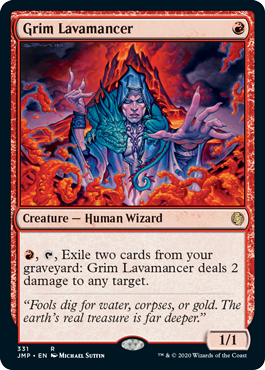 Grim Lavamancer
Creature — Human Wizard
, , Exile two cards from your
graveyard: Grim Lavamancer deals 2
damage to any target.
“Fools dig for water, corpses, or gold. The
earth’s real treasure is far deeper.”
1/1
331 R
JMP • EN Michael Sutfin
™ & © 2020 Wizards of the Coast